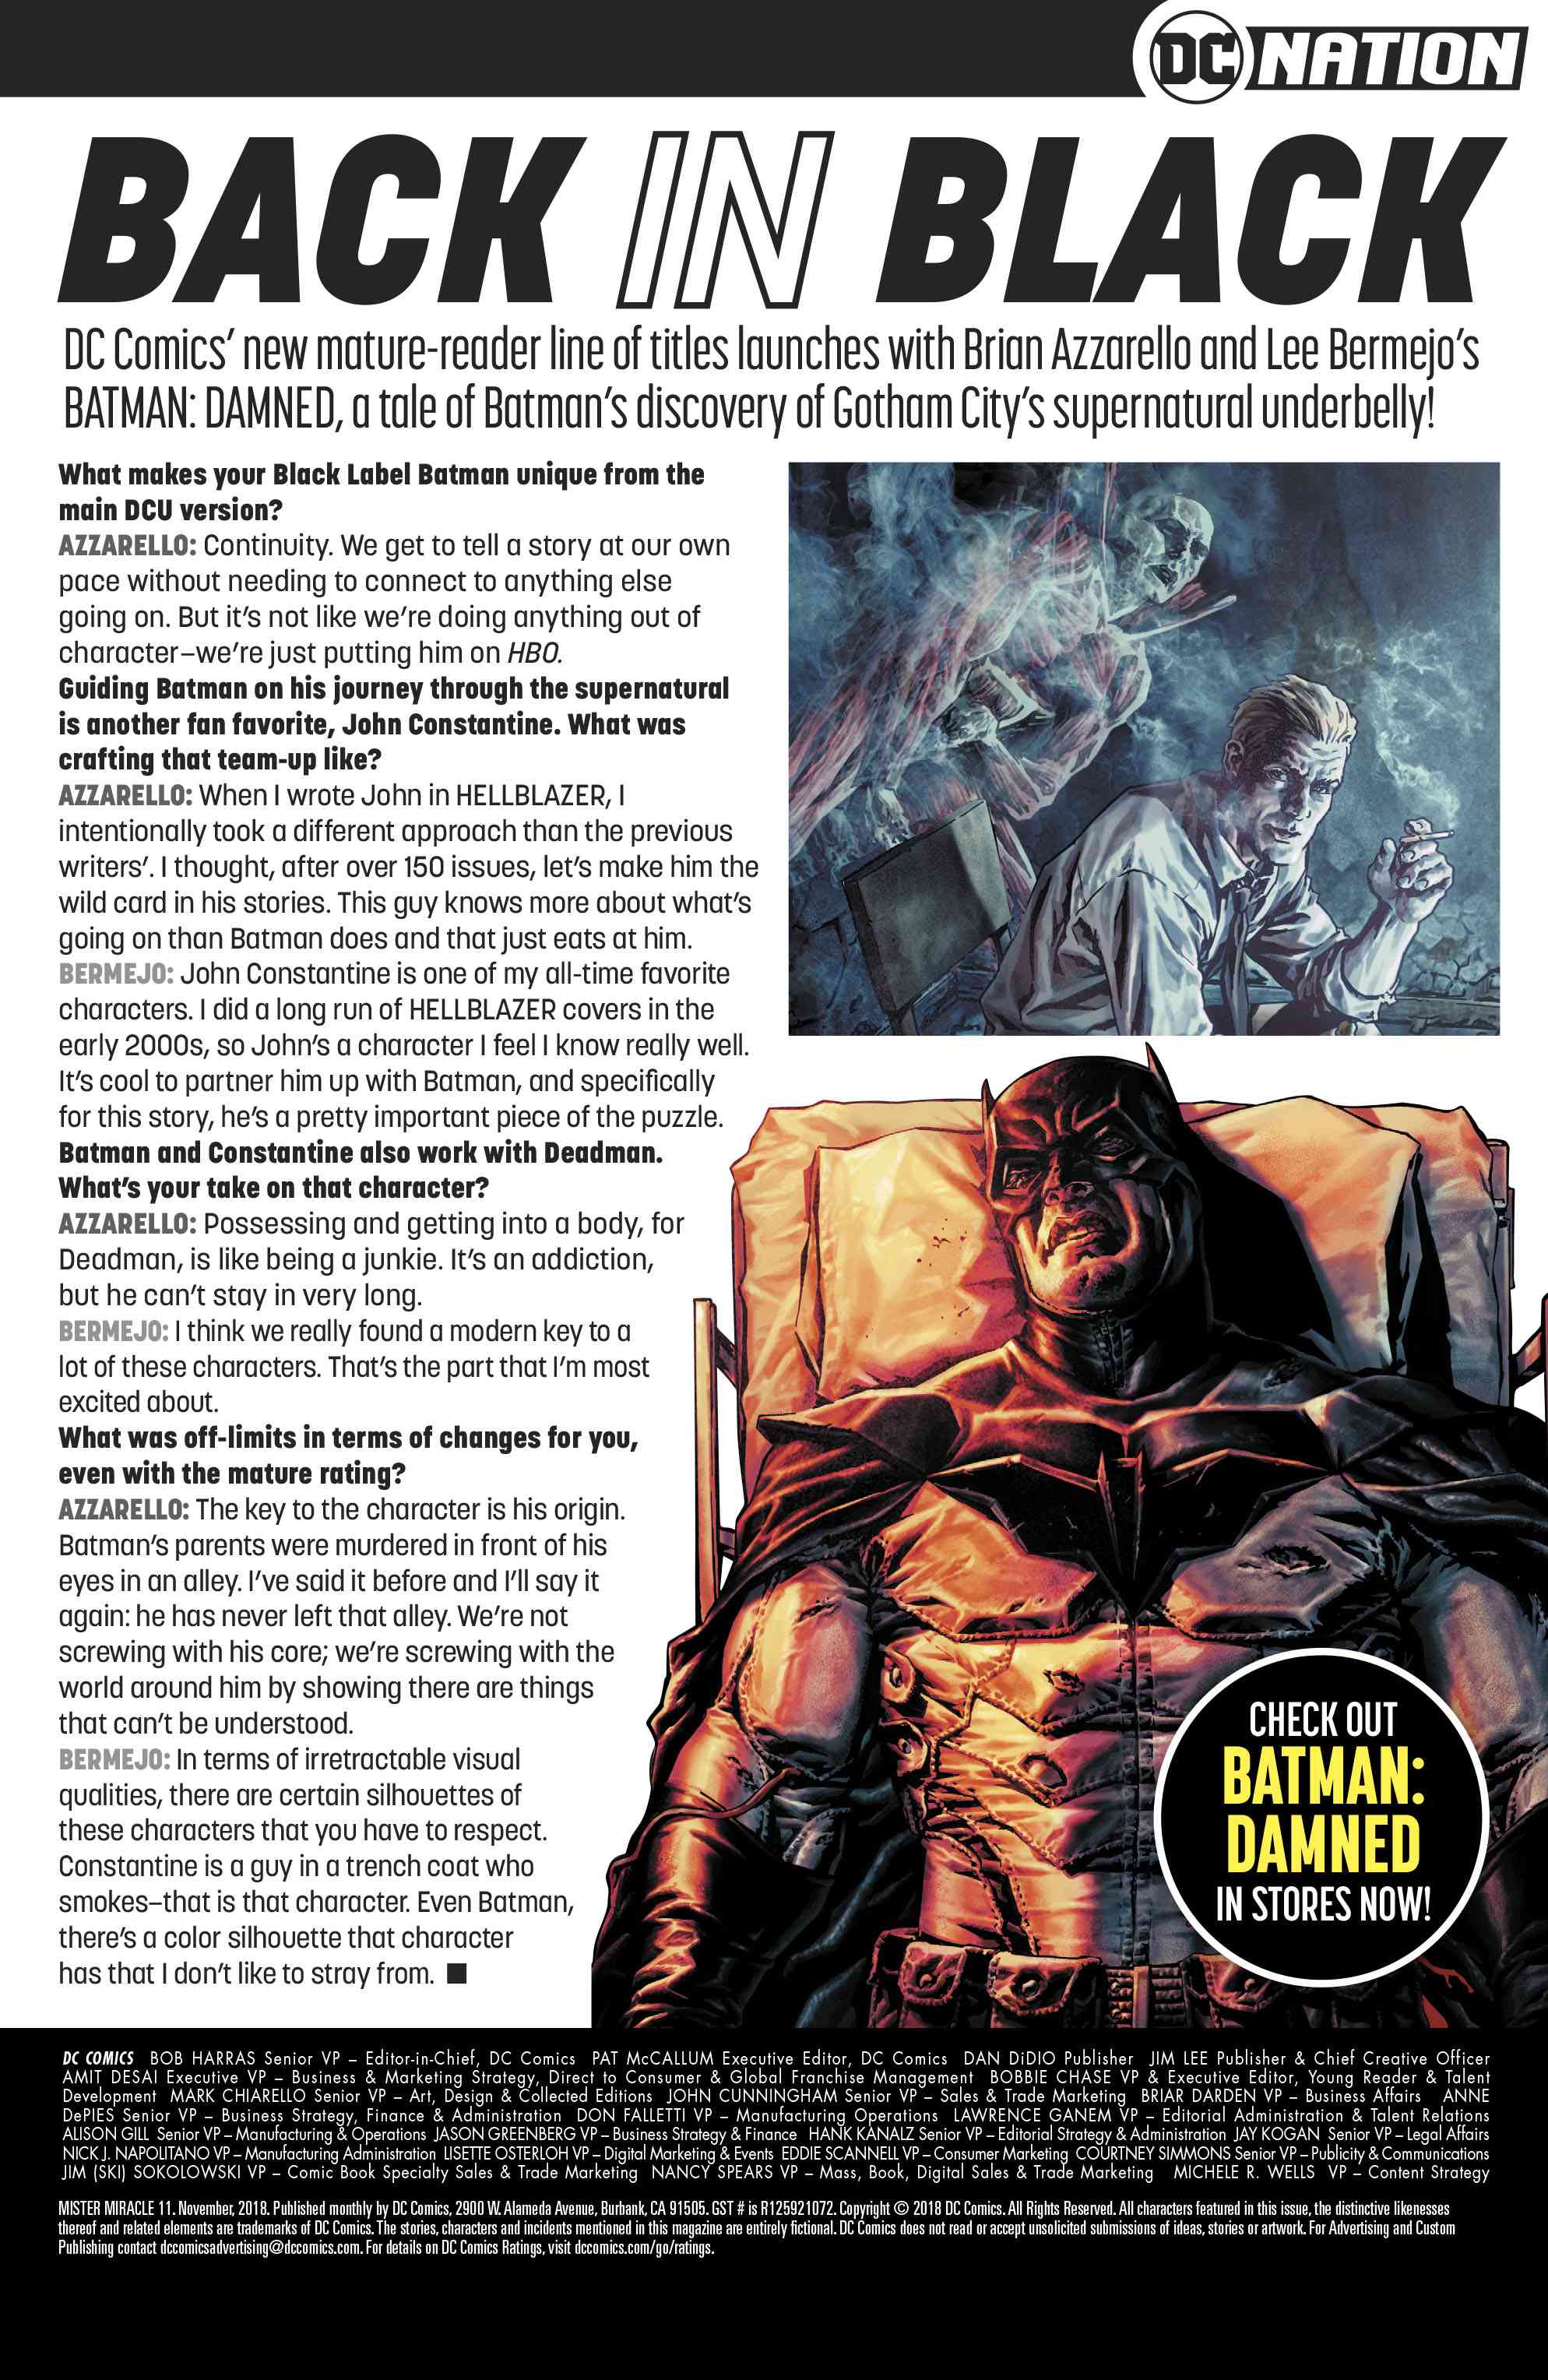 DC NATION
BACK IN BLACK
DC Comics’ new mature-reader line of titles launches with Brian Azzarello and Lee Bermejo’s
BATMAN: DAMNED, a tale of Batman’s discovery of Gotham City’s supernatural underbelly!
What makes your Black Label Batman unique from the
main DCU version?
AZZARELLO: Continuity. We get to tell a story at our own
pace without needing to connect to anything else
going on. But it’s not like we’re doing anything out of
character–we’re just putting him on HBO.
Guiding Batman on his journey through the supernatural
is another fan favorite, John Constantine. What was
crafting that team-up like?
AZZARELLO: When I wrote John in HELLBLAZER, I
intentionally took a different approach than the previous
writers’. I thought, after over 150 issues, let’s make him the
wild card in his stories. This guy knows more about what’s
going on than Batman does and that just eats at him.
BERMEJO: John Constantine is one of my all-time favorite
characters. I did a long run of HELLBLAZER covers in the
early 2000s, so John’s a character I feel I know really well.
It’s cool to partner him up with Batman, and specifically
for this story, he’s a pretty important piece of the puzzle.
Batman and Constantine also work with Deadman.
What’s your take on that character?
AZZARELLO: Possessing and getting into a body, for
Deadman, is like being a junkie. It’s an addiction,
but he can’t stay in very long.
BERMEJO: I think we really found a modern key to a
lot of these characters. That’s the part that I’m most
excited about.
What was off-limits in terms of changes for you,
even with the mature rating?
AZZARELLO: The key to the character is his origin.
Batman’s parents were murdered in front of his
eyes in an alley. I’ve said it before and I’ll say it
again: he has never left that alley. We’re not
screwing with his core; we’re screwing with the
world around him by showing there are things
that can’t be understood.
BERMEJO: In terms of irretractable visual
qualities, there are certain silhouettes of
these characters that you have to respect.
Constantine is a guy in a trench coat who
smokes–that is that character. Even Batman,
there’s a color silhouette that character
has that I don’t like to stray from. ■
CHECK OUT
BATMAN:
DAMNED
IN STORES NOW!
DC COMICS BOB HARRAS Senior VP – Editor-in-Chief, DC Comics PAT McCALLUM Executive Editor, DC Comics DAN DiDIO Publisher JIM LEE Publisher & Chief Creative Officer
AMIT DESAI Executive VP – Business & Marketing Strategy, Direct to Consumer & Global Franchise Management BOBBIE CHASE VP & Executive Editor, Young Reader & Talent
Development MARK CHIARELLO Senior VP – Art, Design & Collected Editions JOHN CUNNINGHAM Senior VP – Sales & Trade Marketing BRIAR DARDEN VP – Business Affairs ANNE
DePIES Senior VP – Business Strategy, Finance & Administration DON FALLETTI VP – Manufacturing Operations LAWRENCE GANEM VP – Editorial Administration & Talent Relations
ALISON GILL Senior VP – Manufacturing & Operations JASON GREENBERG VP – Business Strategy & Finance HANK KANALZ Senior VP – Editorial Strategy & Administration JAY KOGAN Senior VP – Legal Affairs
NICK J. NAPOLITANO VP – Manufacturing Administration LISETTE OSTERLOH VP – Digital Marketing & Events EDDIE SCANNELL VP – Consumer Marketing COURTNEY SIMMONS Senior VP – Publicity & Communications
JIM (SKI) SOKOLOWSKI VP – Comic Book Specialty Sales & Trade Marketing NANCY SPEARS VP – Mass, Book, Digital Sales & Trade Marketing MICHELE R. WELLS VP – Content Strategy
MISTER MIRACLE 11. November, 2018. Published monthly by DC Comics, 2900 W. Alameda Avenue, Burbank, CA 91505. GST # is R125921072. Copyright © 2018 DC Comics. All Rights Reserved. All characters featured in this issue, the distinctive likenesses
thereof and related elements are trademarks of DC Comics. The stories, characters and incidents mentioned in this magazine are entirely fictional. DC Comics does not read or accept unsolicited submissions of ideas, stories or artwork. For Advertising and Custom
Publishing contact dccomicsadvertising@dccomics.com. For details on DC Comics Ratings, visit dccomics.com/go/ratings.